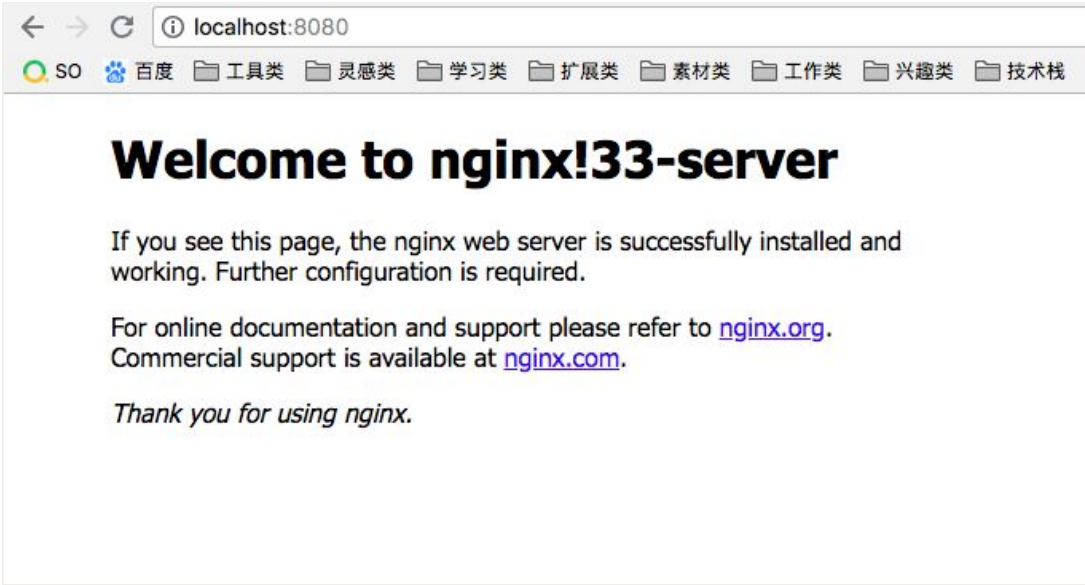 localhost:8080
SO 百度 工具类 灵感类 学习类 扩展类 素材类 工作类 兴趣类 技术栈
Welcome to nginx!33-server
If you see this page, the nginx web server is successfully installed and
working. Further configuration is required.
For online documentation and support please refer to nginx.org.
Commercial support is available at nginx.com.
Thank you for using nginx.